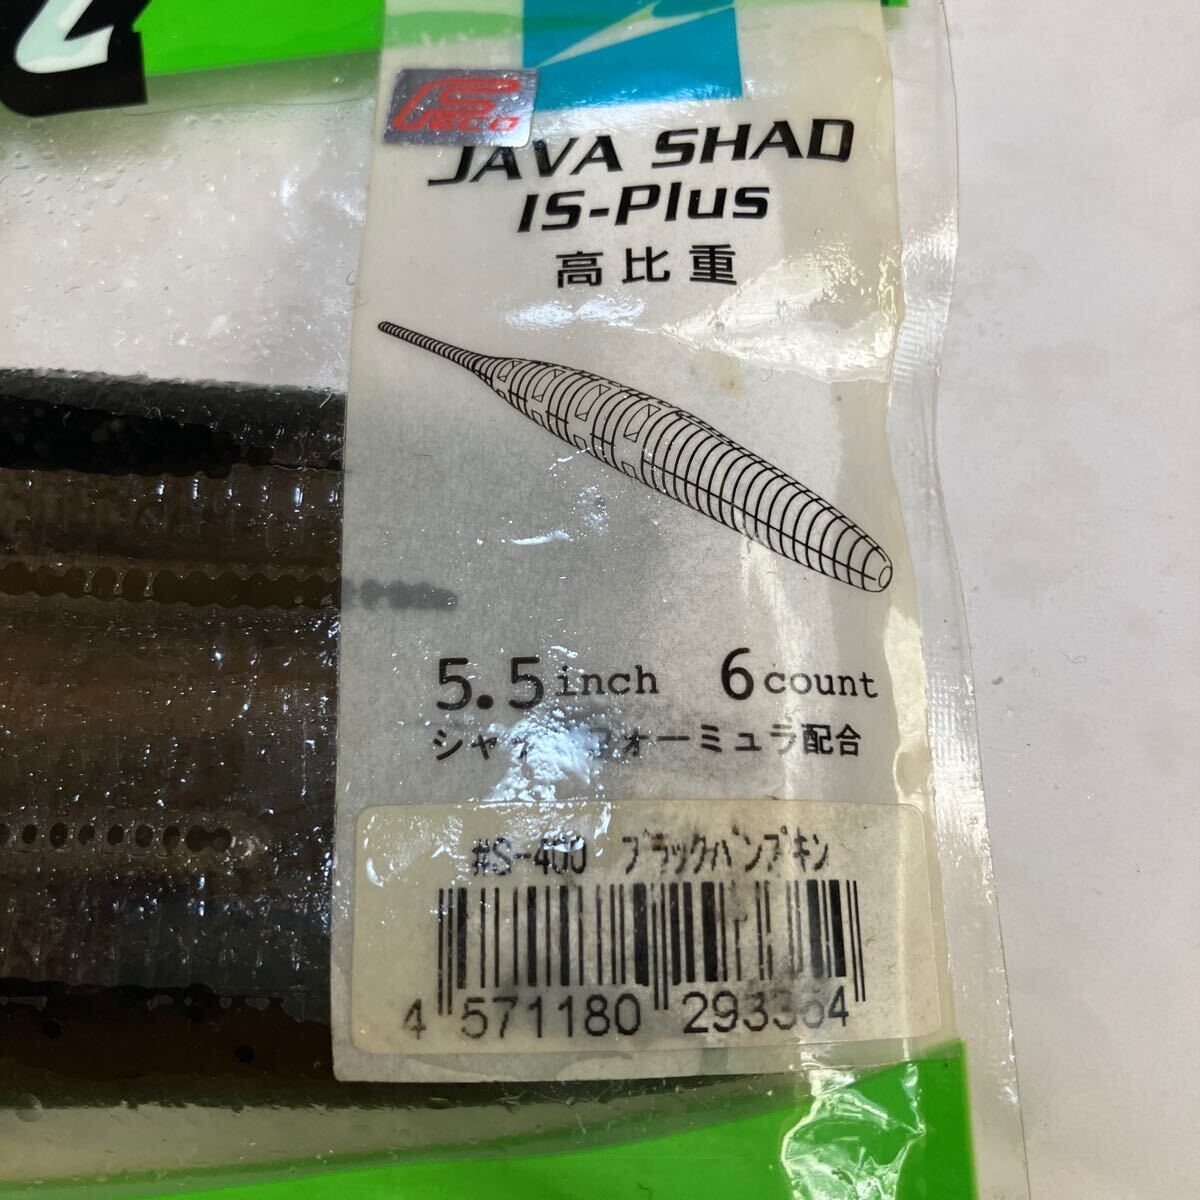 Feco
JAVA SHAD
IS-Plus
高比重
5.5 inch 6 count
フォーミュラ配合
#S-400 ブラックパンプキン
4 571180 293364